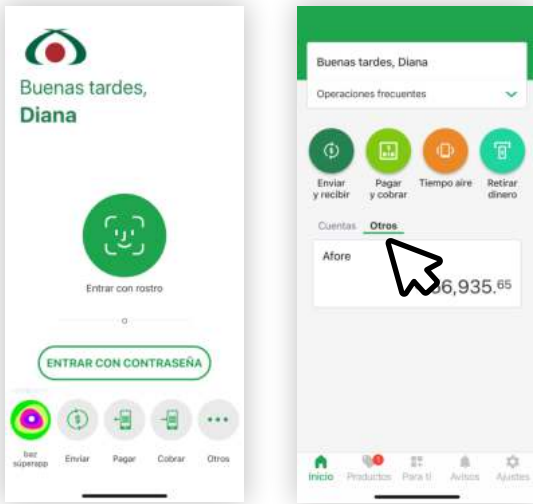 Buenas tardes,
Diana
Entrar con rostro
o
ENTRAR CON CONTRASEÑA
baz
súperapp
Enviar
Pagar
Cobrar
Otros
Buenas tardes, Diana
Operaciones frecuentes
Enviar
y recibir
Pagar
y cobrar
Tiempo aire
Retirar
dinero
Cuentas Otros
Afore
6,935.65
1
Inicio Productos Para ti Avisos Ajustes